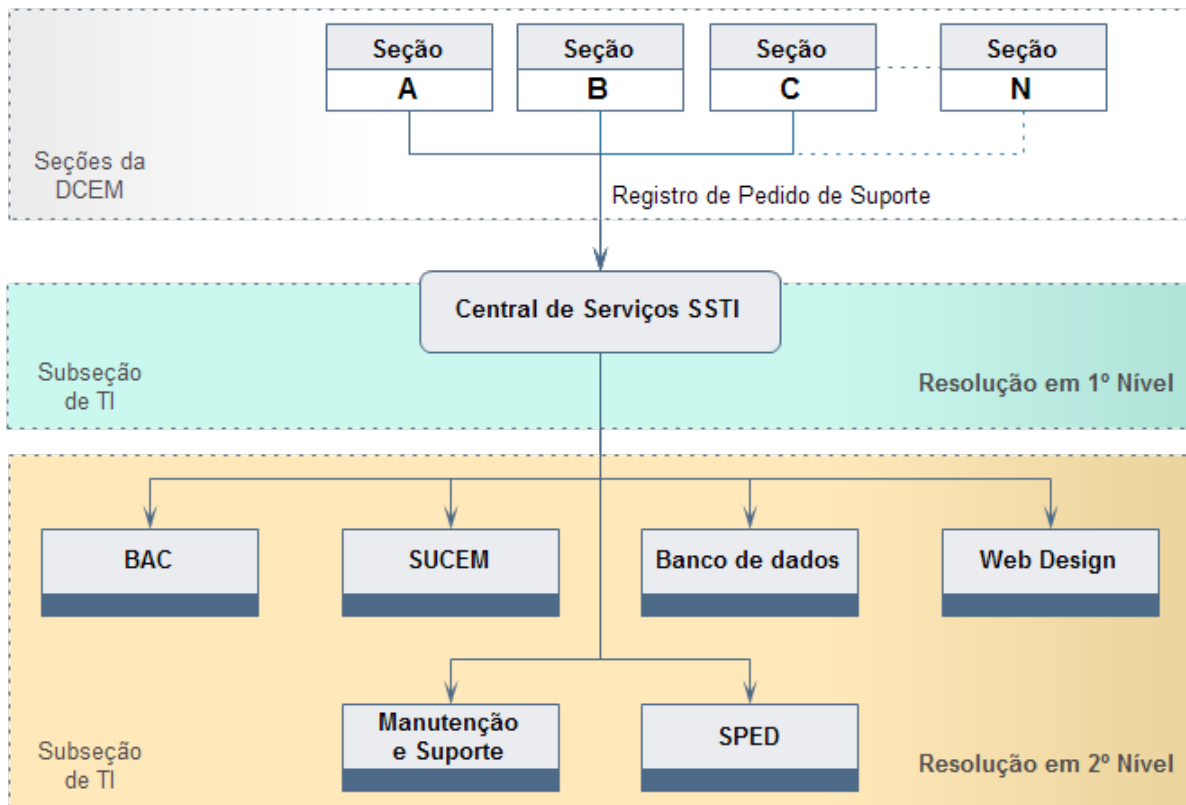 Seção
A
Seção
B
Seção
C
Seção
N
Seções da
DCEM
Registro de Pedido de Suporte
Central de Serviços SSTI
Subseção
de TI
Resolução em 1º Nível
BAC
SUCEM
Banco de dados
Web Design
Manutenção
e Suporte
SPED
Subseção
de TI
Resolução em 2º Nível